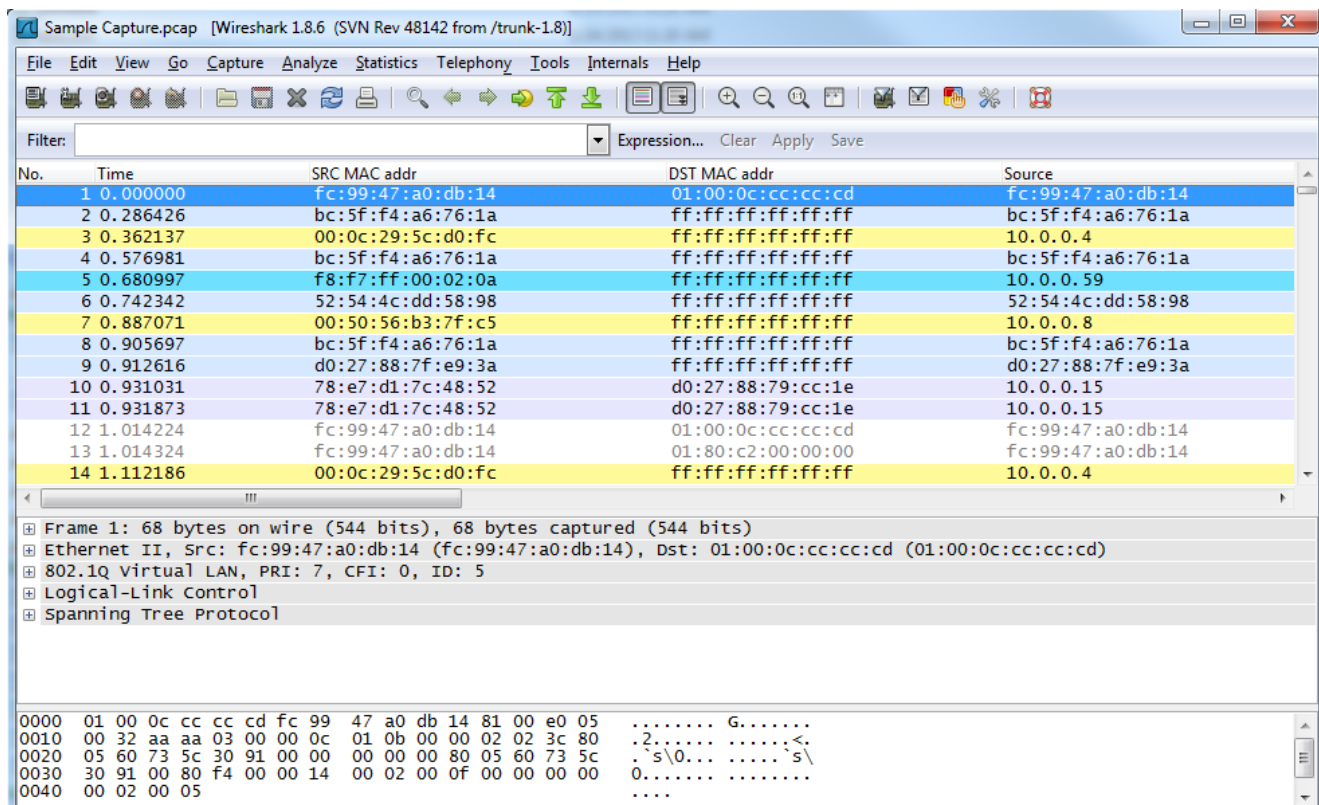 Sample Capture.pcap [Wireshark 1.8.6 (SVN Rev 48142 from /trunk-1.8)]
File Edit View Go Capture Analyze Statistics Telephony Tools Internals Help
Filter: Expression... Clear Apply Save
No. Time SRC MAC addr DST MAC addr Source
1 0.000000 fc:99:47:a0:db:14 01:00:0c:cc:cc:cd fc:99:47:a0:db:14
2 0.286426 bc:5f:f4:a6:76:1a ff:ff:ff:ff:ff:ff bc:5f:f4:a6:76:1a
3 0.362137 00:0c:29:5c:d0:fc ff:ff:ff:ff:ff:ff 10.0.0.4
4 0.576981 bc:5f:f4:a6:76:1a ff:ff:ff:ff:ff:ff bc:5f:f4:a6:76:1a
5 0.680997 f8:f7:ff:00:02:0a ff:ff:ff:ff:ff:ff 10.0.0.59
6 0.742342 52:54:4c:dd:58:98 ff:ff:ff:ff:ff:ff 52:54:4c:dd:58:98
7 0.887071 00:50:56:b3:7f:c5 ff:ff:ff:ff:ff:ff 10.0.0.8
8 0.905697 bc:5f:f4:a6:76:1a ff:ff:ff:ff:ff:ff bc:5f:f4:a6:76:1a
9 0.912616 d0:27:88:7f:e9:3a ff:ff:ff:ff:ff:ff d0:27:88:7f:e9:3a
10 0.931031 78:e7:d1:7c:48:52 d0:27:88:79:cc:1e 10.0.0.15
11 0.931873 78:e7:d1:7c:48:52 d0:27:88:79:cc:1e 10.0.0.15
12 1.014224 fc:99:47:a0:db:14 01:00:0c:cc:cc:cd fc:99:47:a0:db:14
13 1.014324 fc:99:47:a0:db:14 01:80:c2:00:00:00 fc:99:47:a0:db:14
14 1.112186 00:0c:29:5c:d0:fc ff:ff:ff:ff:ff:ff 10.0.0.4
Frame 1: 68 bytes on wire (544 bits), 68 bytes captured (544 bits)
Ethernet II, Src: fc:99:47:a0:db:14 (fc:99:47:a0:db:14), Dst: 01:00:0c:cc:cc:cd (01:00:0c:cc:cc:cd)
802.1Q Virtual LAN, PRI: 7, CFI: 0, ID: 5
Logical-Link Control
Spanning Tree Protocol
0000 01 00 0c cc cc cd fc 99 47 a0 db 14 81 00 e0 05 ........ G.......
0010 00 32 aa aa 03 00 00 0c 01 0b 00 00 02 02 3c 80 .2...... ......<.
0020 05 60 73 5c 30 91 00 00 00 00 00 80 05 60 73 5c .`s\0... .....`s\
0030 30 91 00 80 f4 00 00 14 00 02 00 0f 00 00 00 00 0....... ........
0040 00 02 00 05 ....